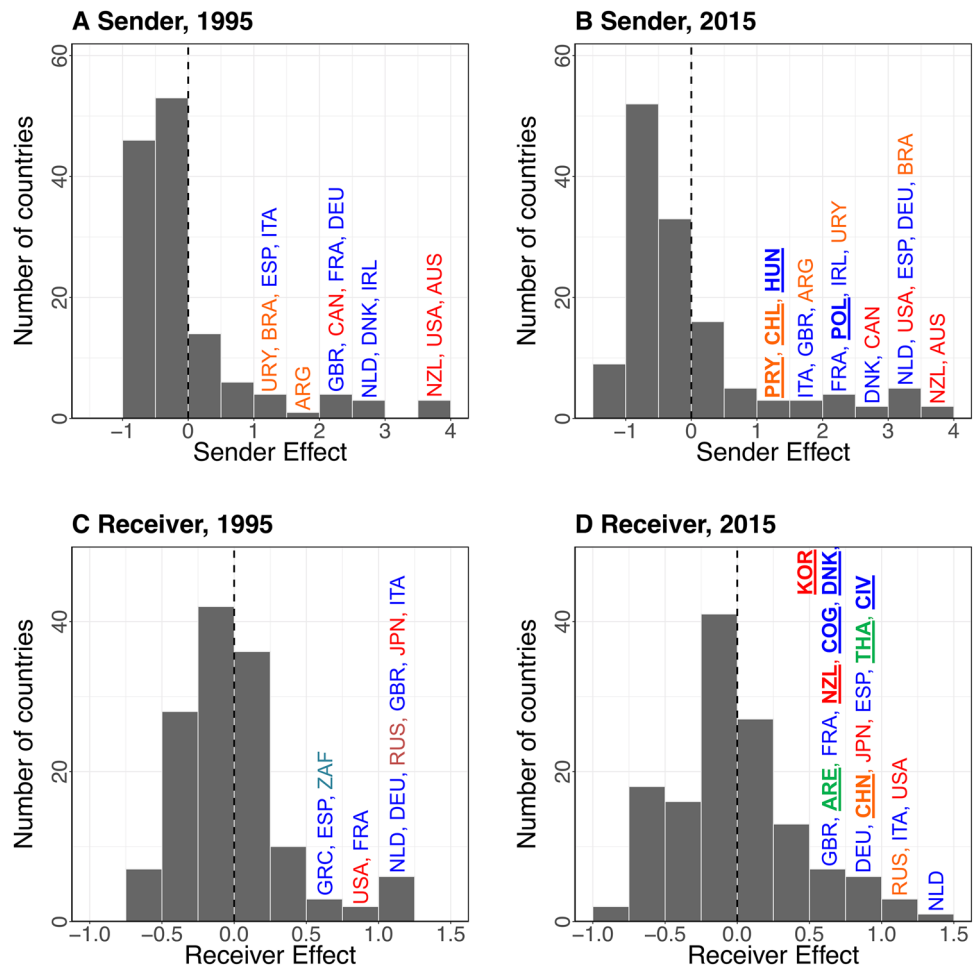 A Sender, 1995
Number of countries
60
40
20
0
URY, BRA, ESP, ITA
ARG
GBR, CAN, FRA, DEU
NLD, DNK, IRL
NZL, USA, AUS
−1 0 1 2 3 4
Sender Effect
B Sender, 2015
Number of countries
60
40
20
0
PRY, CHL, HUN
ITA, GBR, ARG
FRA, POL, IRL, URY
DNK, CAN
NLD, USA, ESP, DEU, BRA
NZL, AUS
−1 0 1 2 3 4
Sender Effect
C Receiver, 1995
Number of countries
40
20
0
GRC, ESP, ZAF
USA, FRA
NLD, DEU, RUS, GBR, JPN, ITA
−1.0 −0.5 0.0 0.5 1.0 1.5
Receiver Effect
D Receiver, 2015
Number of countries
40
20
0
KOR
GBR, ARE, FRA, NZL, COG, DNK,
DEU, CHN, JPN, ESP, THA, CIV
RUS, ITA, USA
NLD
−1.0 −0.5 0.0 0.5 1.0 1.5
Receiver Effect